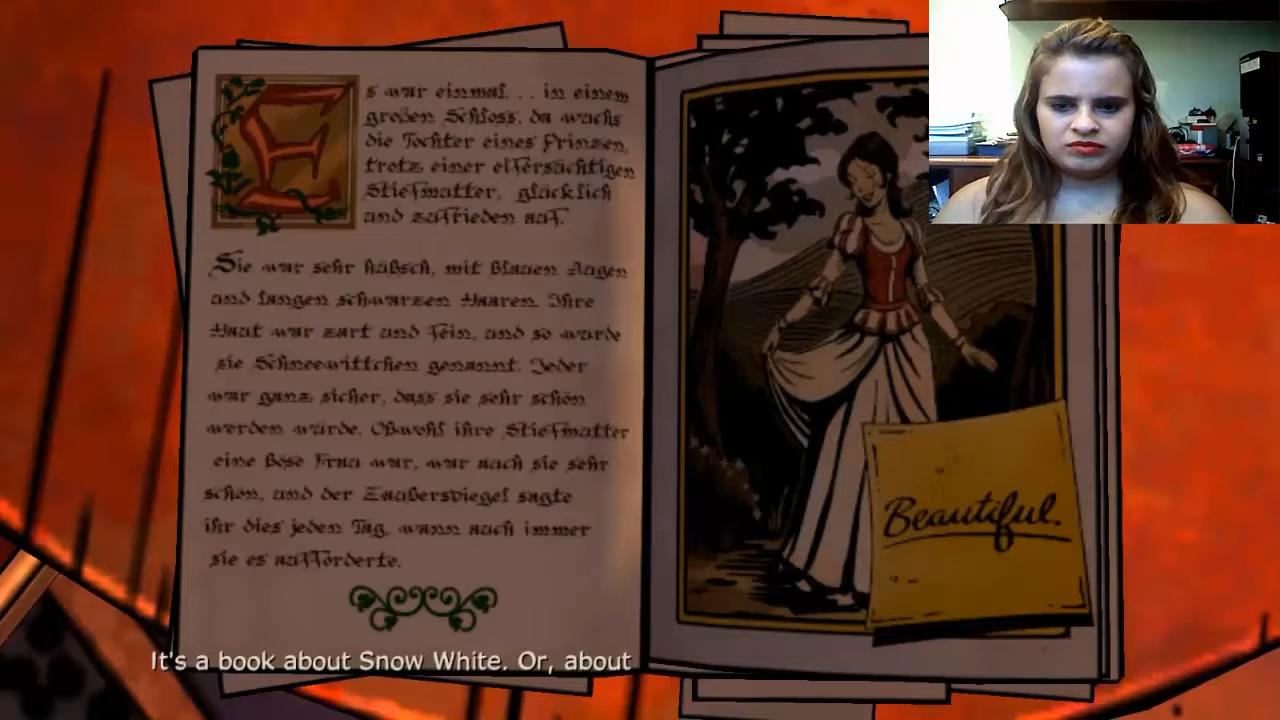 Es war einmal... in einem
großen Schloss, da wuchs
die Tochter eines Prinzen,
trotz einer eifersüchtigen
Stiefmutter, glücklich
und zufrieden auf.
Sie war sehr hübsch, mit blauen Augen
und langen schwarzen Haaren. Ihre
Haut war zart und fein, und so wurde
sie Schneewittchen genannt. Jeder
war ganz sicher, dass sie sehr schön
werden würde. Obwohl ihre Stiefmutter
eine böse Frau war, war auch sie sehr
schön, und der Zauberspiegel sagte
ihr dies jeden Tag, wann auch immer
sie es aufforderte.
Beautiful.
It's a book about Snow White. Or, about